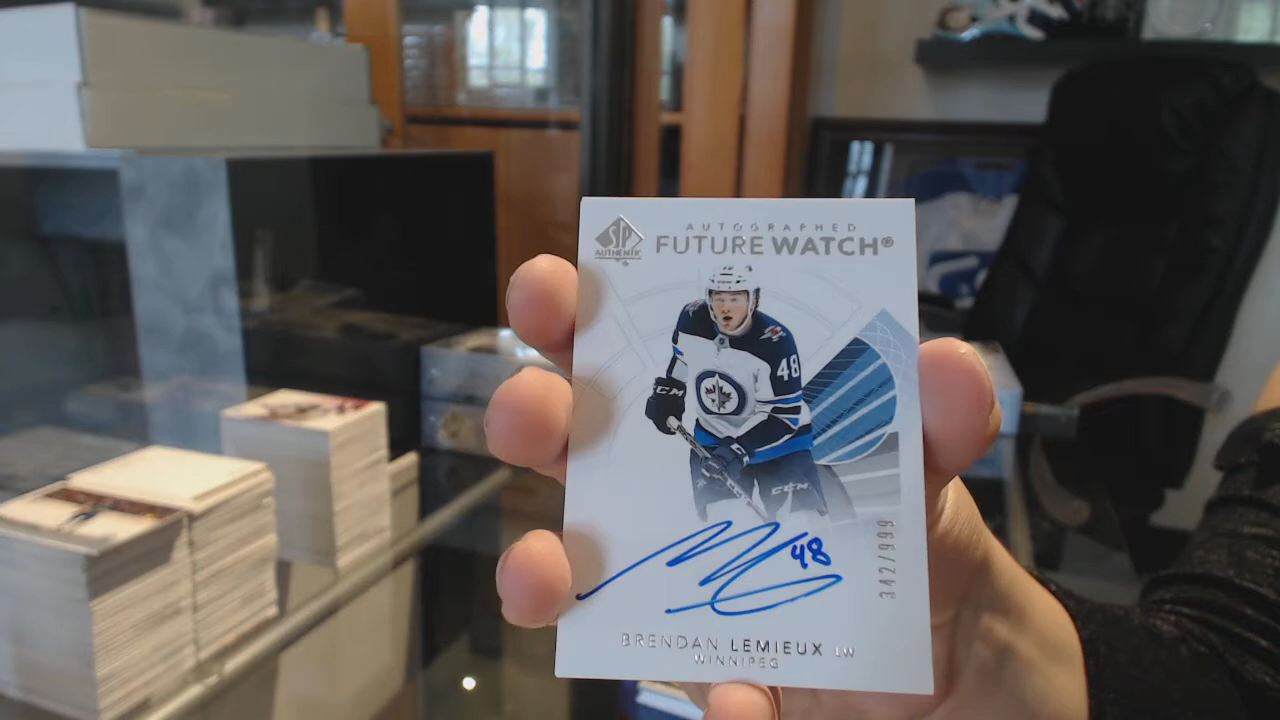 AUTOGRAPHED
SP
AUTHENTIC
FUTURE WATCH®
48
CCM
CCM
48
342/999
BRENDAN LEMIEUX LW
WINNIPEG